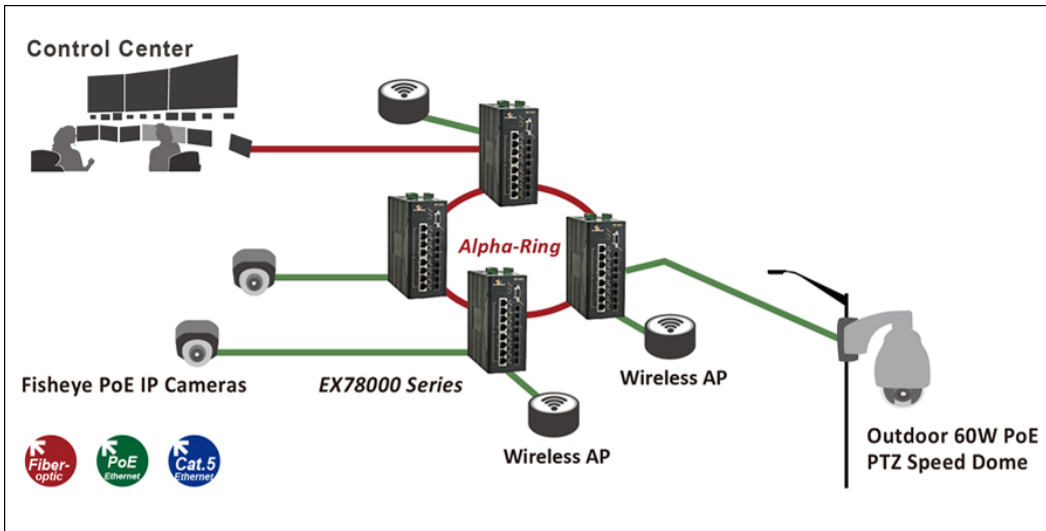 Control Center
Alpha-Ring
Fisheye PoE IP Cameras
EX78000 Series
Wireless AP
Wireless AP
Outdoor 60W PoE
PTZ Speed Dome
Fiber-
optic
PoE
Ethernet
Cat.5
Ethernet